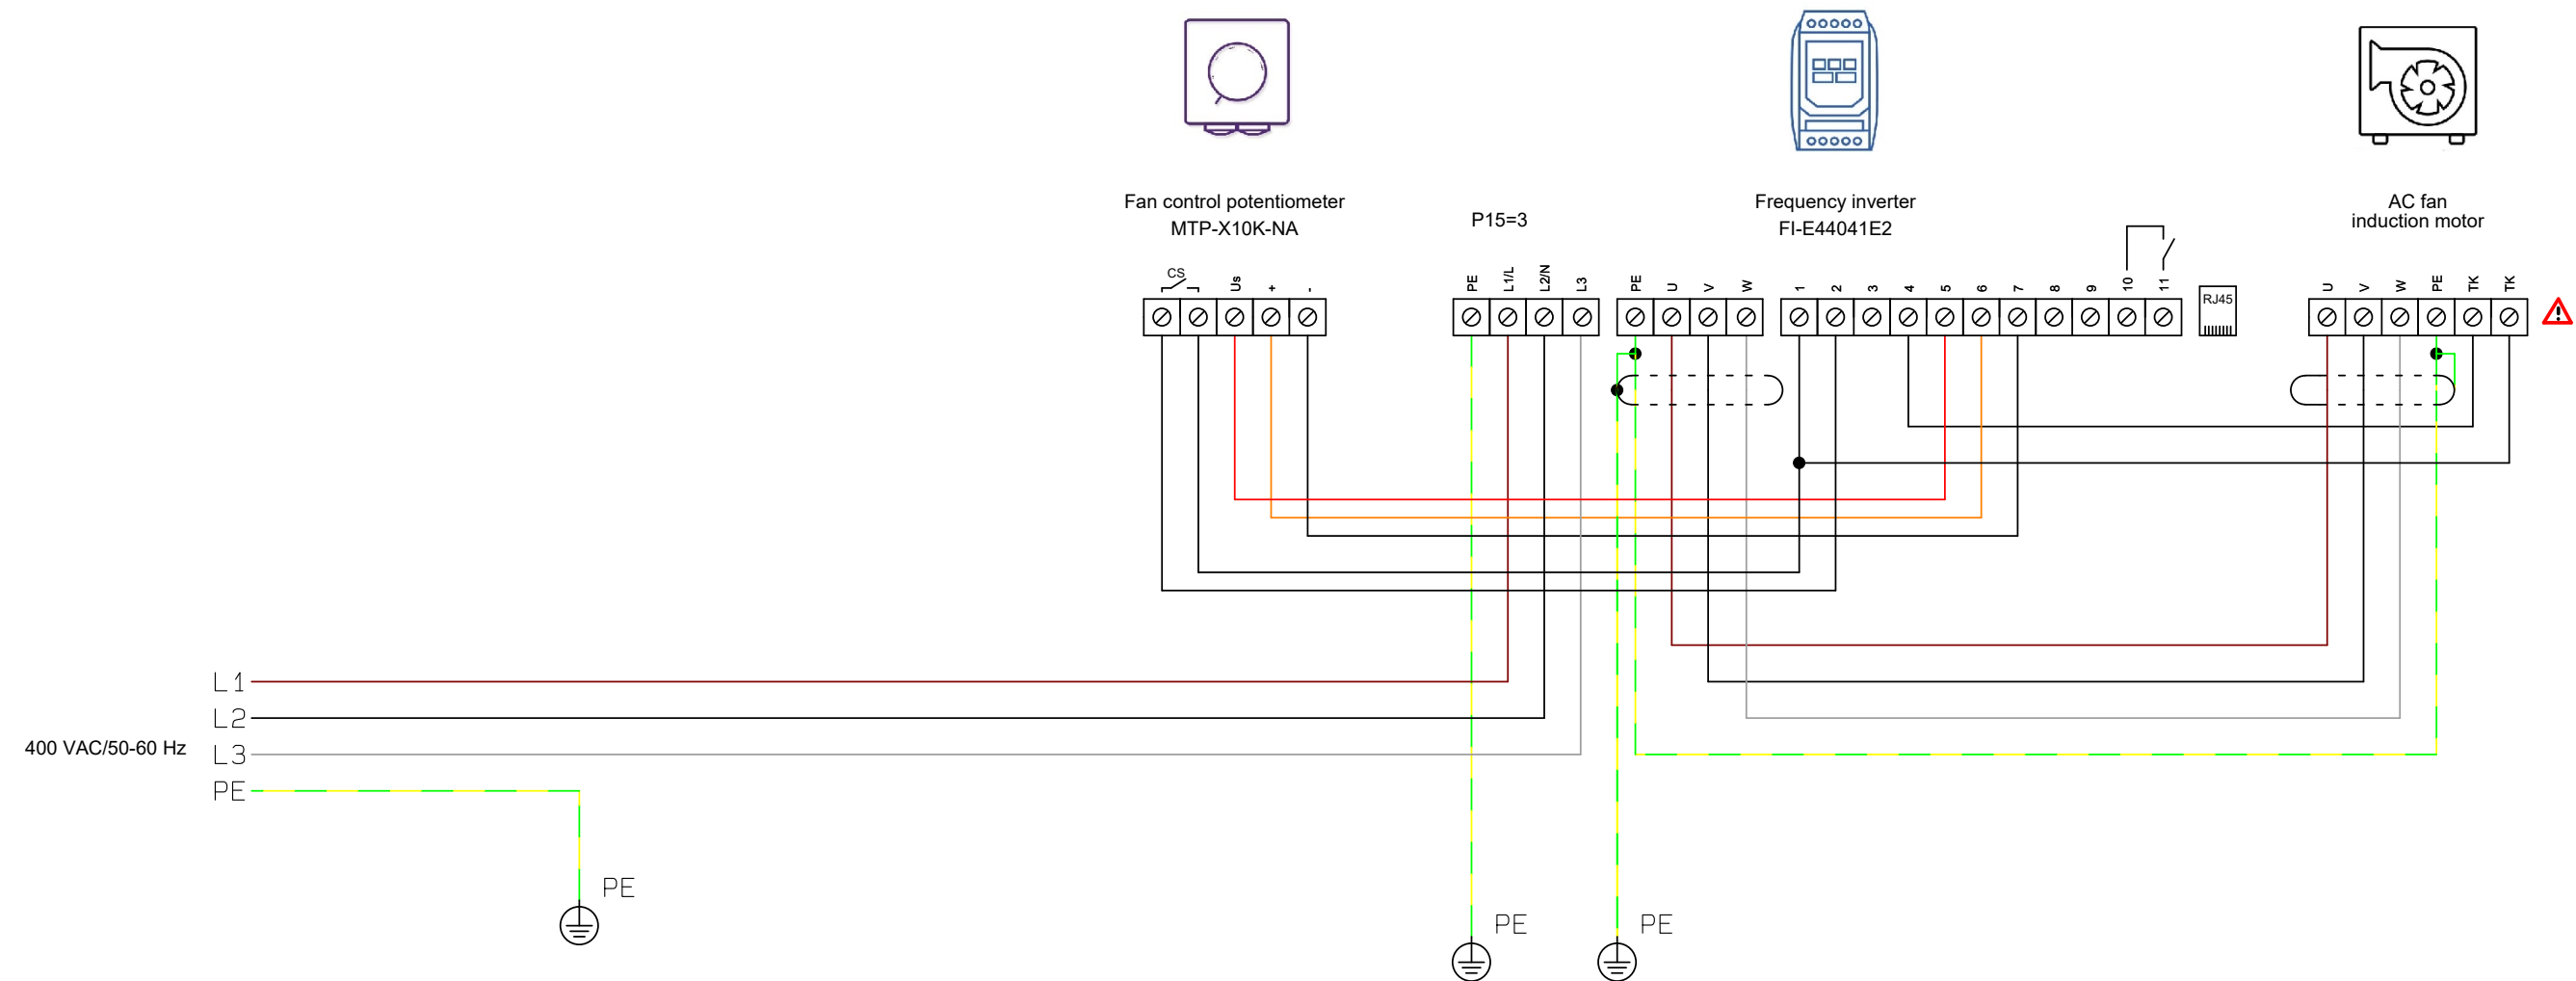 Fan control potentiometer
MTP-X10K-NA
P15=3
Frequency inverter
FI-E44041E2
AC fan
induction motor
CS
Us
+
-
PE
L1/L
L2/N
L3
PE
U
V
W
1
2
3
4
5
6
7
8
9
10
11
RJ45
U
V
W
PE
TK
TK
L1
L2
400 VAC/50-60 Hz
L3
PE
PE
PE
PE